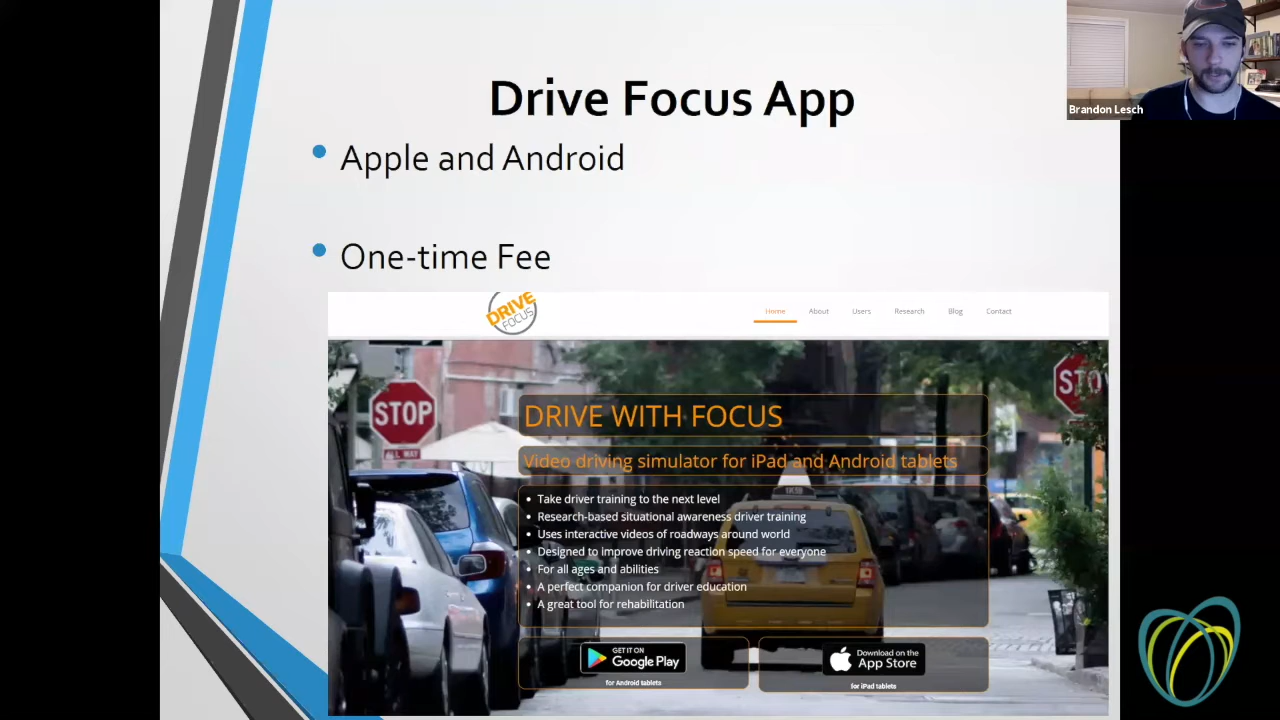 Drive Focus App
Brandon Lesch
Apple and Android
One-time Fee
DRIVE
FOCUS
Home About Users Research Blog Contact
STOP
ALL WAY
STO
DRIVE WITH FOCUS
Video driving simulator for iPad and Android tablets
Take driver training to the next level
Research-based situational awareness driver training
Uses interactive videos of roadways around world
Designed to improve driving reaction speed for everyone
For all ages and abilities
A perfect companion for driver education
A great tool for rehabilitation
GET IT ON
Google Play
for Android tablets
Download on the
App Store
for iPad tablets